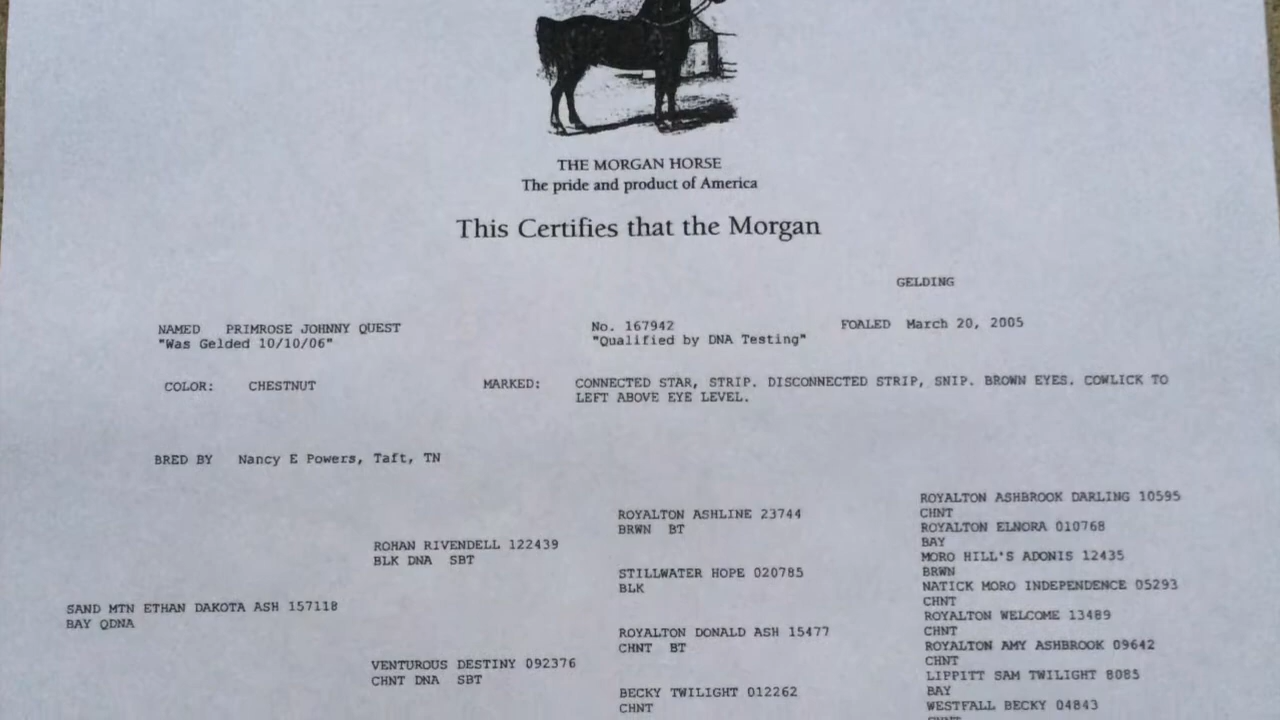 THE MORGAN HORSE
The pride and product of America
This Certifies that the Morgan
GELDING
NAMED PRIMROSE JOHNNY QUEST No. 167942 FOALED March 20, 2005
"Was Gelded 10/10/06" "Qualified by DNA Testing"
COLOR: CHESTNUT MARKED: CONNECTED STAR, STRIP. DISCONNECTED STRIP, SNIP. BROWN EYES. COWLICK TO
LEFT ABOVE EYE LEVEL.
BRED BY Nancy E Powers, Taft, TN
ROYALTON ASHBROOK DARLING 10595
ROYALTON ASHLINE 23744 CHNT
BRWN BT ROYALTON ELNORA 010768
ROHAN RIVENDELL 122439 BAY
BLK DNA SBT MORO HILL'S ADONIS 12435
STILLWATER HOPE 020785 BRWN
BLK NATICK MORO INDEPENDENCE 05293
SAND MTN ETHAN DAKOTA ASH 157118 CHNT
BAY QDNA ROYALTON WELCOME 13489
ROYALTON DONALD ASH 15477 CHNT
CHNT BT ROYALTON AMY ASHBROOK 09642
VENTUROUS DESTINY 092376 CHNT
CHNT DNA SBT LIPPITT SAM TWILIGHT 8085
BECKY TWILIGHT 012262 BAY
CHNT WESTFALL BECKY 04843